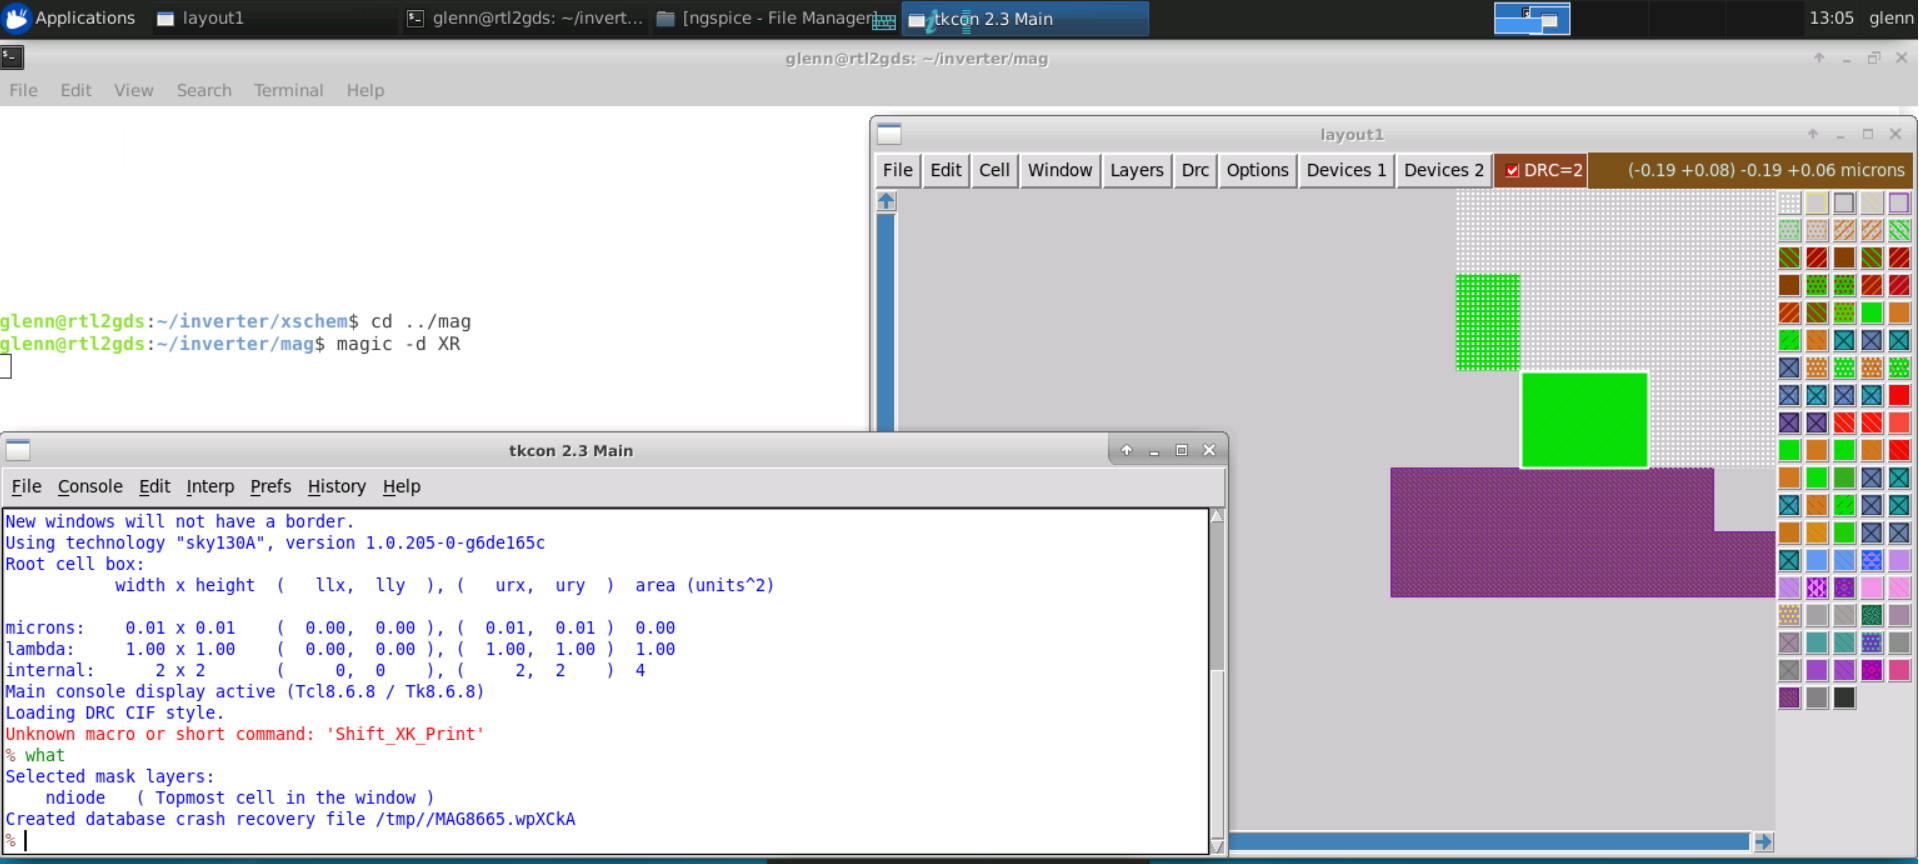 Applications
layout1
glenn@rtl2gds: ~/invert...
[ngspice - File Manager]
tkcon 2.3 Main
13:05 glenn
glenn@rtl2gds: ~/inverter/mag
File Edit View Search Terminal Help
glenn@rtl2gds:~/inverter/xschem$ cd ../mag
glenn@rtl2gds:~/inverter/mag$ magic -d XR
layout1
File Edit Cell Window Layers Drc Options Devices 1 Devices 2 DRC=2 (-0.19 +0.08) -0.19 +0.06 microns
tkcon 2.3 Main
File Console Edit Interp Prefs History Help
New windows will not have a border.
Using technology "sky130A", version 1.0.205-0-g6de165c
Root cell box:
width x height ( llx, lly ), ( urx, ury ) area (units^2)
microns: 0.01 x 0.01 ( 0.00, 0.00 ), ( 0.01, 0.01 ) 0.00
lambda: 1.00 x 1.00 ( 0.00, 0.00 ), ( 1.00, 1.00 ) 1.00
internal: 2 x 2 ( 0, 0 ), ( 2, 2 ) 4
Main console display active (Tcl8.6.8 / Tk8.6.8)
Loading DRC CIF style.
Unknown macro or short command: 'Shift_XK_Print'
% what
Selected mask layers:
ndiode ( Topmost cell in the window )
Created database crash recovery file /tmp//MAG8665.wpXCkA
%